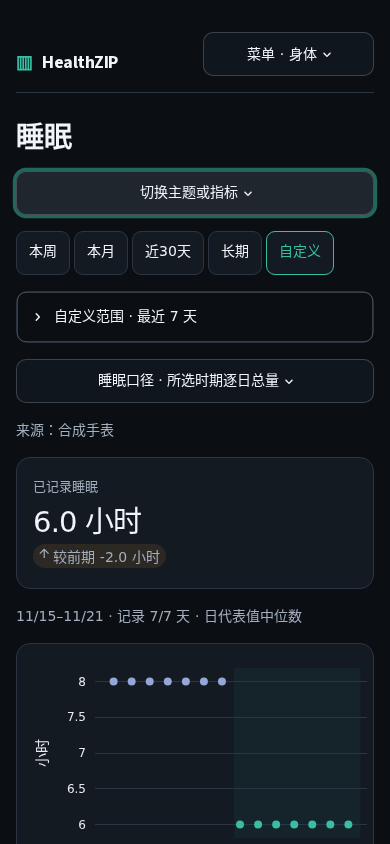 HealthZIP
菜单 · 身体
睡眠
切换主题或指标
本周
本月
近30天
长期
自定义
自定义范围 · 最近 7 天
睡眠口径 · 所选时期逐日总量
来源：合成手表
已记录睡眠
6.0 小时
↑ 较前期 -2.0 小时
11/15–11/21 · 记录 7/7 天 · 日代表值中位数
小时
8
7.5
7
6.5
6